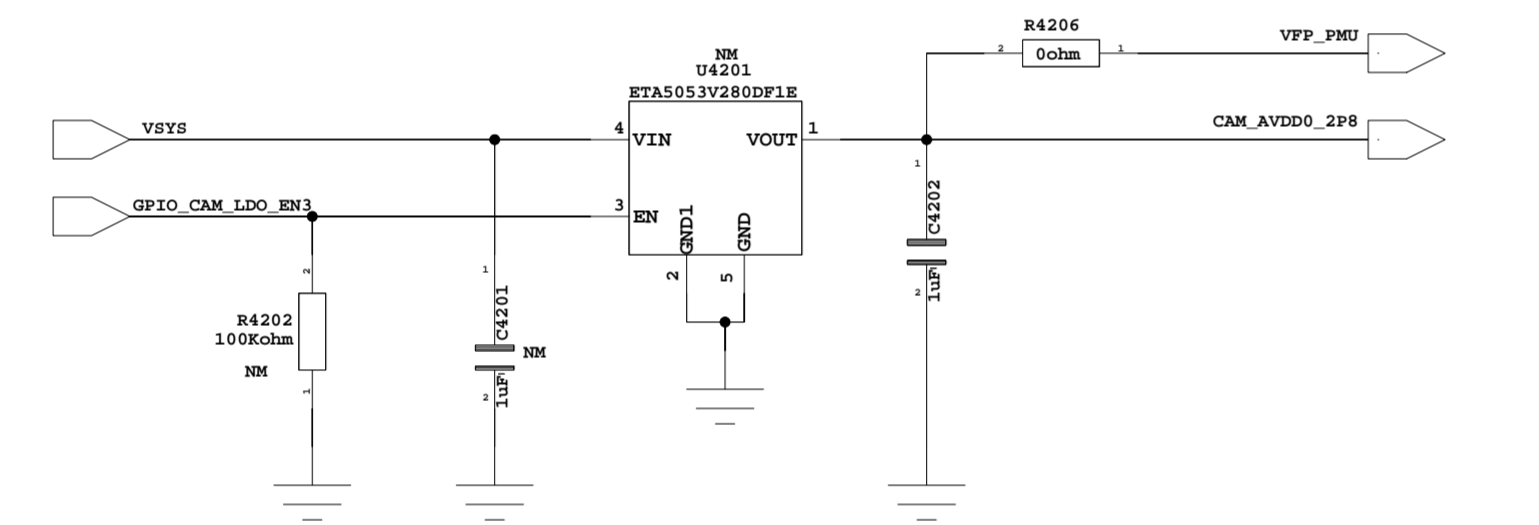 R4206
VFP_PMU
2
0ohm
1
NM
U4201
ETA5053V280DF1E
VSYS
4
VIN
VOUT
1
CAM_AVDD0_2P8
GPIO_CAM_LDO_EN3
3
EN
GND1
GND
2
5
1
C4202
2
1uF
2
R4202
100Kohm
NM
1
1
C4201
NM
2
1uF